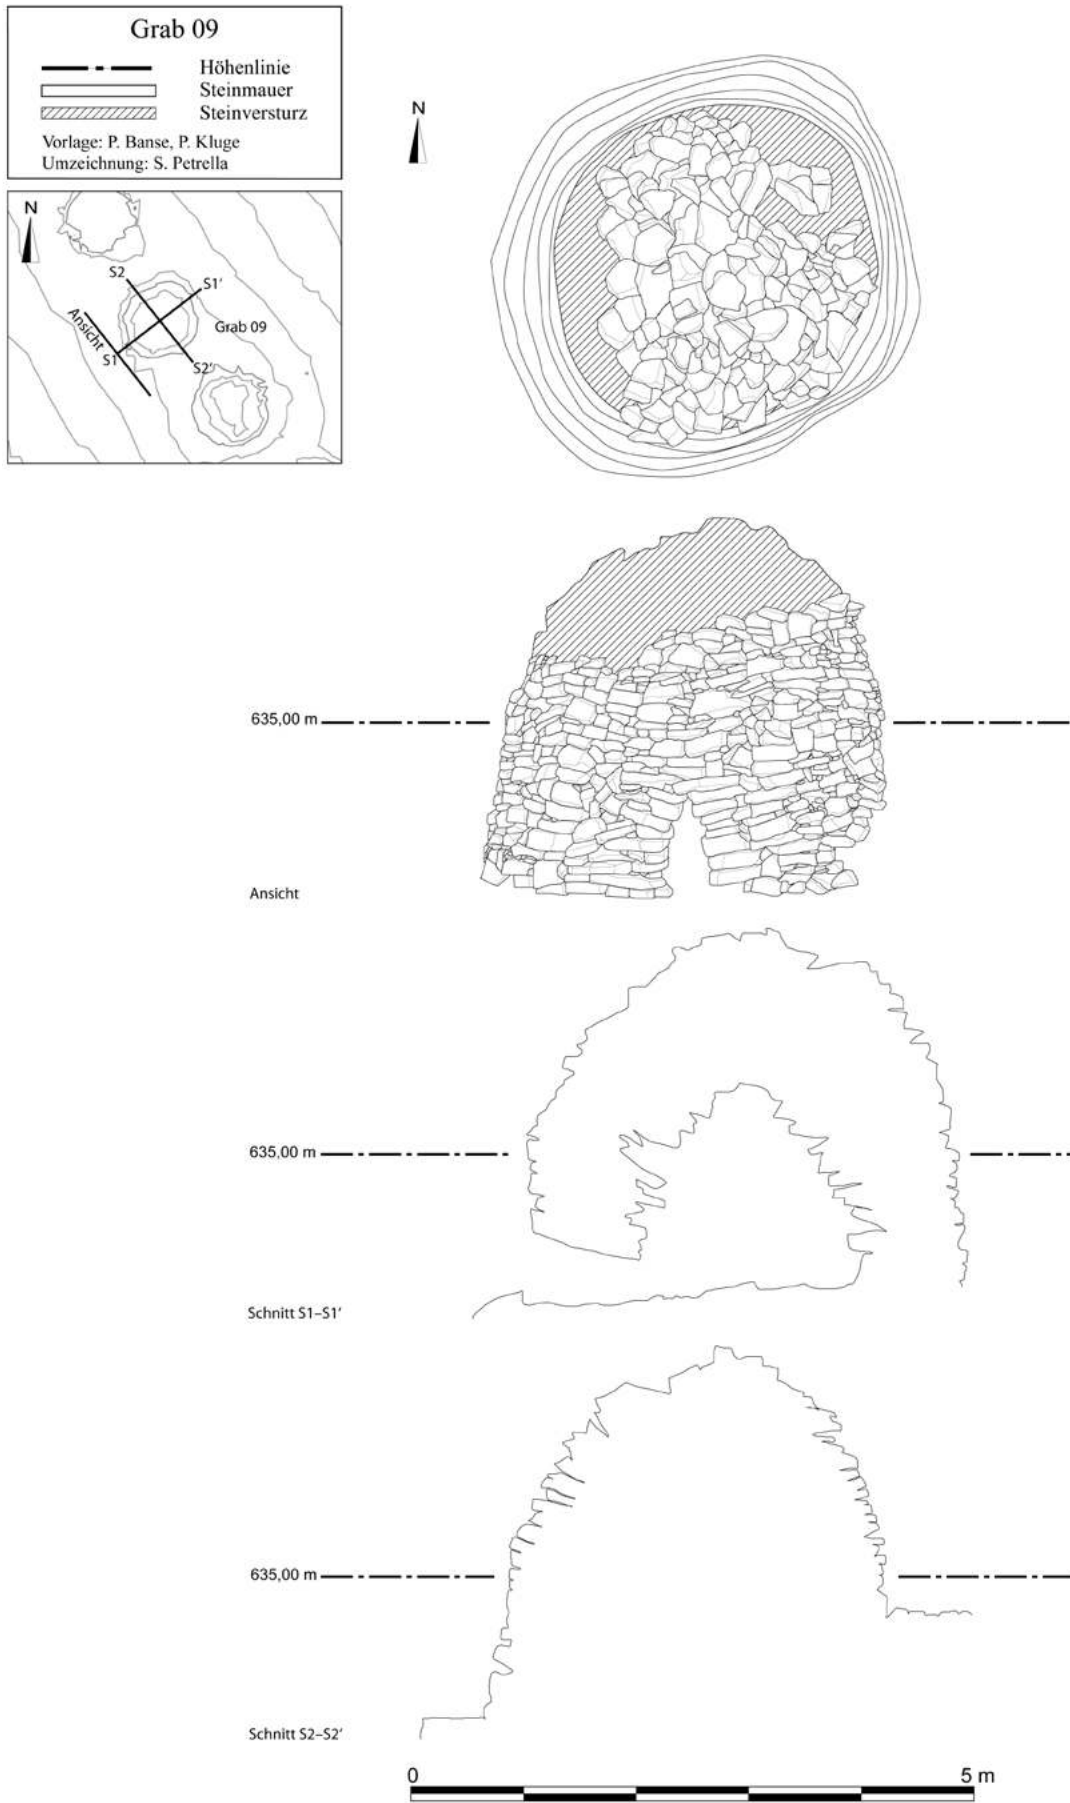 Grab 09
Höhenlinie
Steinmauer
Steinversturz
Vorlage: P. Banse, P. Kluge
Umzeichnung: S. Petrella
N
N
S2
S1'
Ansicht
Grab 09
S1
S2'
635,00 m
Ansicht
635,00 m
Schnitt S1–S1'
635,00 m
Schnitt S2–S2'
0 5 m